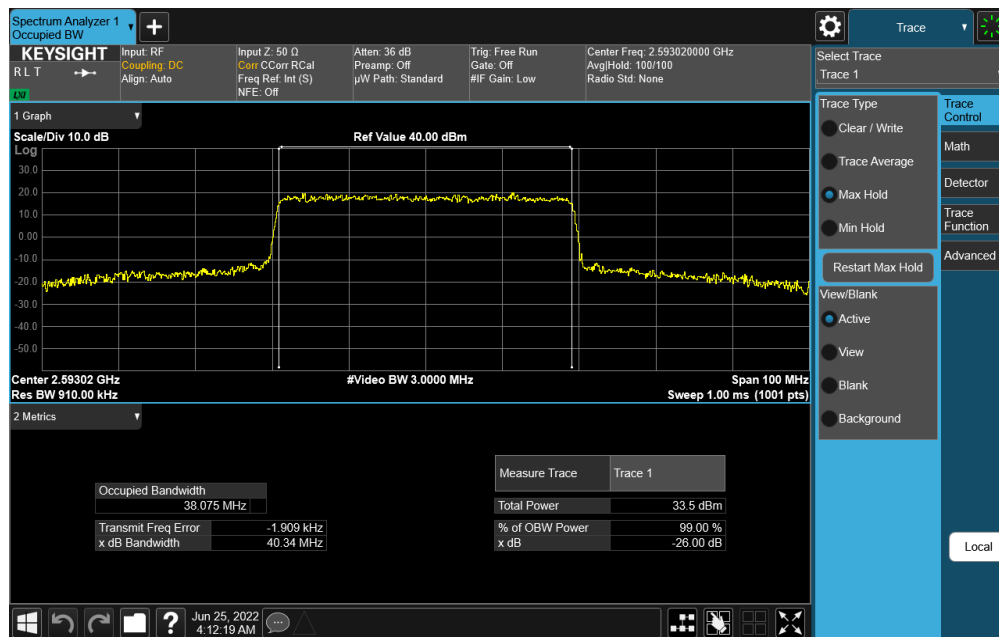 Spectrum Analyzer 1
Occupied BW
Trace
KEYSIGHT
R L T
LXI
Input: RF
Coupling: DC
Align: Auto
Input Z: 50 Ω
Corr CCorr RCal
Freq Ref: Int (S)
NFE: Off
Atten: 36 dB
Preamp: Off
µW Path: Standard
Trig: Free Run
Gate: Off
#IF Gain: Low
Center Freq: 2.593020000 GHz
Avg|Hold: 100/100
Radio Std: None
Select Trace
Trace 1
1 Graph
Scale/Div 10.0 dB
Ref Value 40.00 dBm
Log
30.0
20.0
10.0
0.00
-10.0
-20.0
-30.0
-40.0
-50.0
Center 2.59302 GHz
#Video BW 3.0000 MHz
Span 100 MHz
Res BW 910.00 kHz
Sweep 1.00 ms (1001 pts)
Trace Type
Clear / Write
Trace Average
Max Hold
Min Hold
Restart Max Hold
View/Blank
Active
View
Blank
Background
Trace
Control
Math
Detector
Trace
Function
Advanced
Local
2 Metrics
Occupied Bandwidth
38.075 MHz
Transmit Freq Error -1.909 kHz
x dB Bandwidth 40.34 MHz
Measure Trace Trace 1
Total Power 33.5 dBm
% of OBW Power 99.00 %
x dB -26.00 dB
Jun 25, 2022
4:12:19 AM